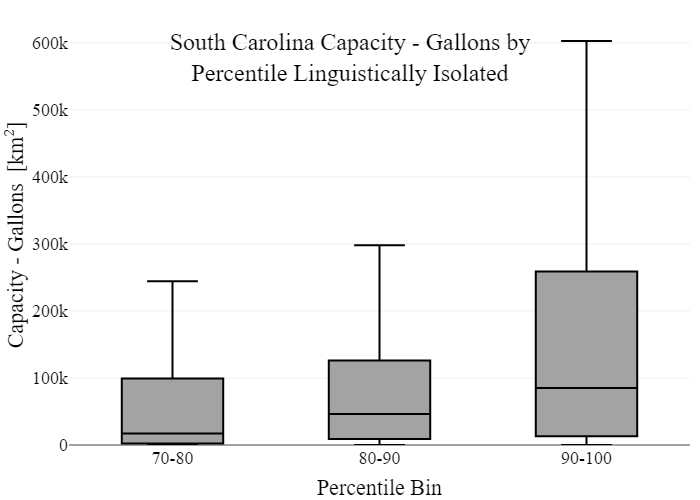 South Carolina Capacity - Gallons by
Percentile Linguistically Isolated
Capacity - Gallons [km²]
600k
500k
400k
300k
200k
100k
0
70-80
80-90
90-100
Percentile Bin